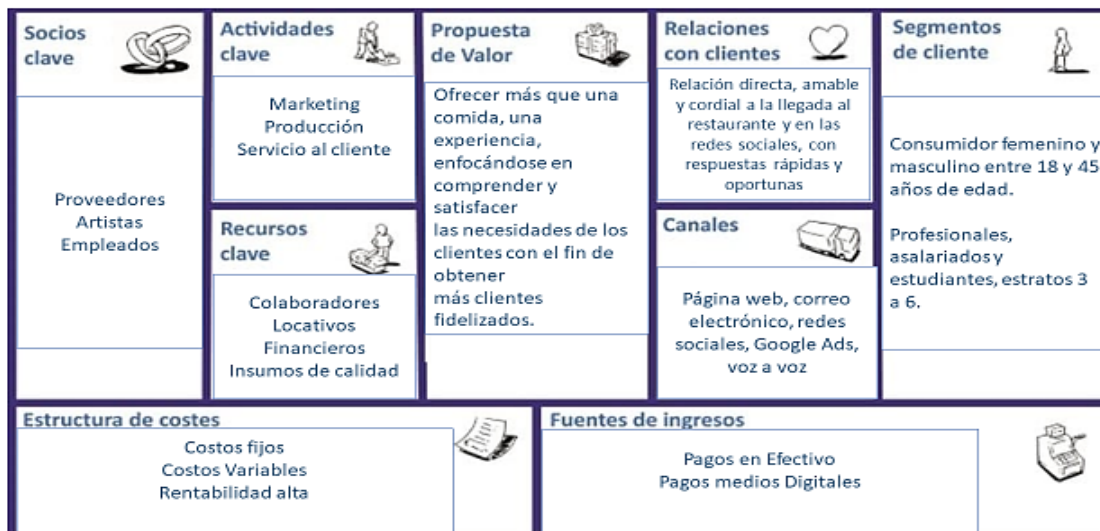 Socios
clave
Proveedores
Artistas
Empleados
Actividades
clave
Marketing
Producción
Servicio al cliente
Recursos
clave
Colaboradores
Locativos
Financieros
Insumos de calidad
Propuesta
de Valor
Ofrecer más que una
comida, una
experiencia,
enfocándose en
comprender y
satisfacer
las necesidades de los
clientes con el fin de
obtener
más clientes
fidelizados.
Relaciones
con clientes
Relación directa, amable
y cordial a la llegada al
restaurante y en las
redes sociales, con
respuestas rápidas y
oportunas
Canales
Página web, correo
electrónico, redes
sociales, Google Ads,
voz a voz
Segmentos
de cliente
Consumidor femenino y
masculino entre 18 y 45
años de edad.
Profesionales,
asalariados y
estudiantes, estratos 3
a 6.
Estructura de costes
Costos fijos
Costos Variables
Rentabilidad alta
Fuentes de ingresos
Pagos en Efectivo
Pagos medios Digitales